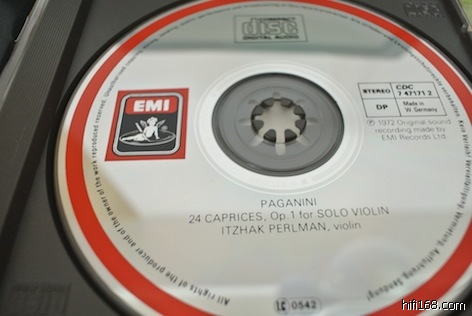 COMPACT
disc
DIGITAL AUDIO
EMI
STEREO
CDC
7 47171 2
DP
Made in
W. Germany
℗ 1972 Original sound
recording made by
EMI Records Ltd.
PAGANINI
24 CAPRICES, Op.1 for SOLO VIOLIN
ITZHAK PERLMAN, violin
LC 0542
All rights of the
and of the owner of the work reproduced reserved.
hifi168.com